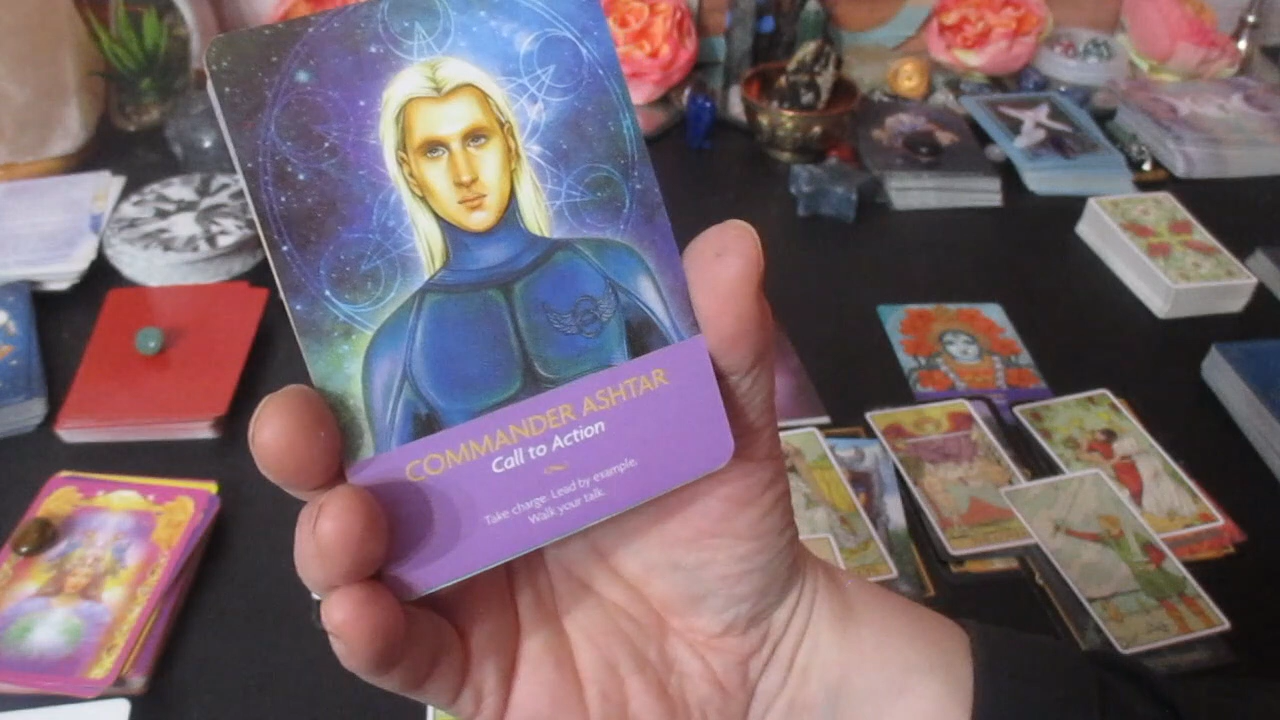 COMMANDER ASHTAR
Call to Action
Take charge. Lead by example.
Walk your talk.